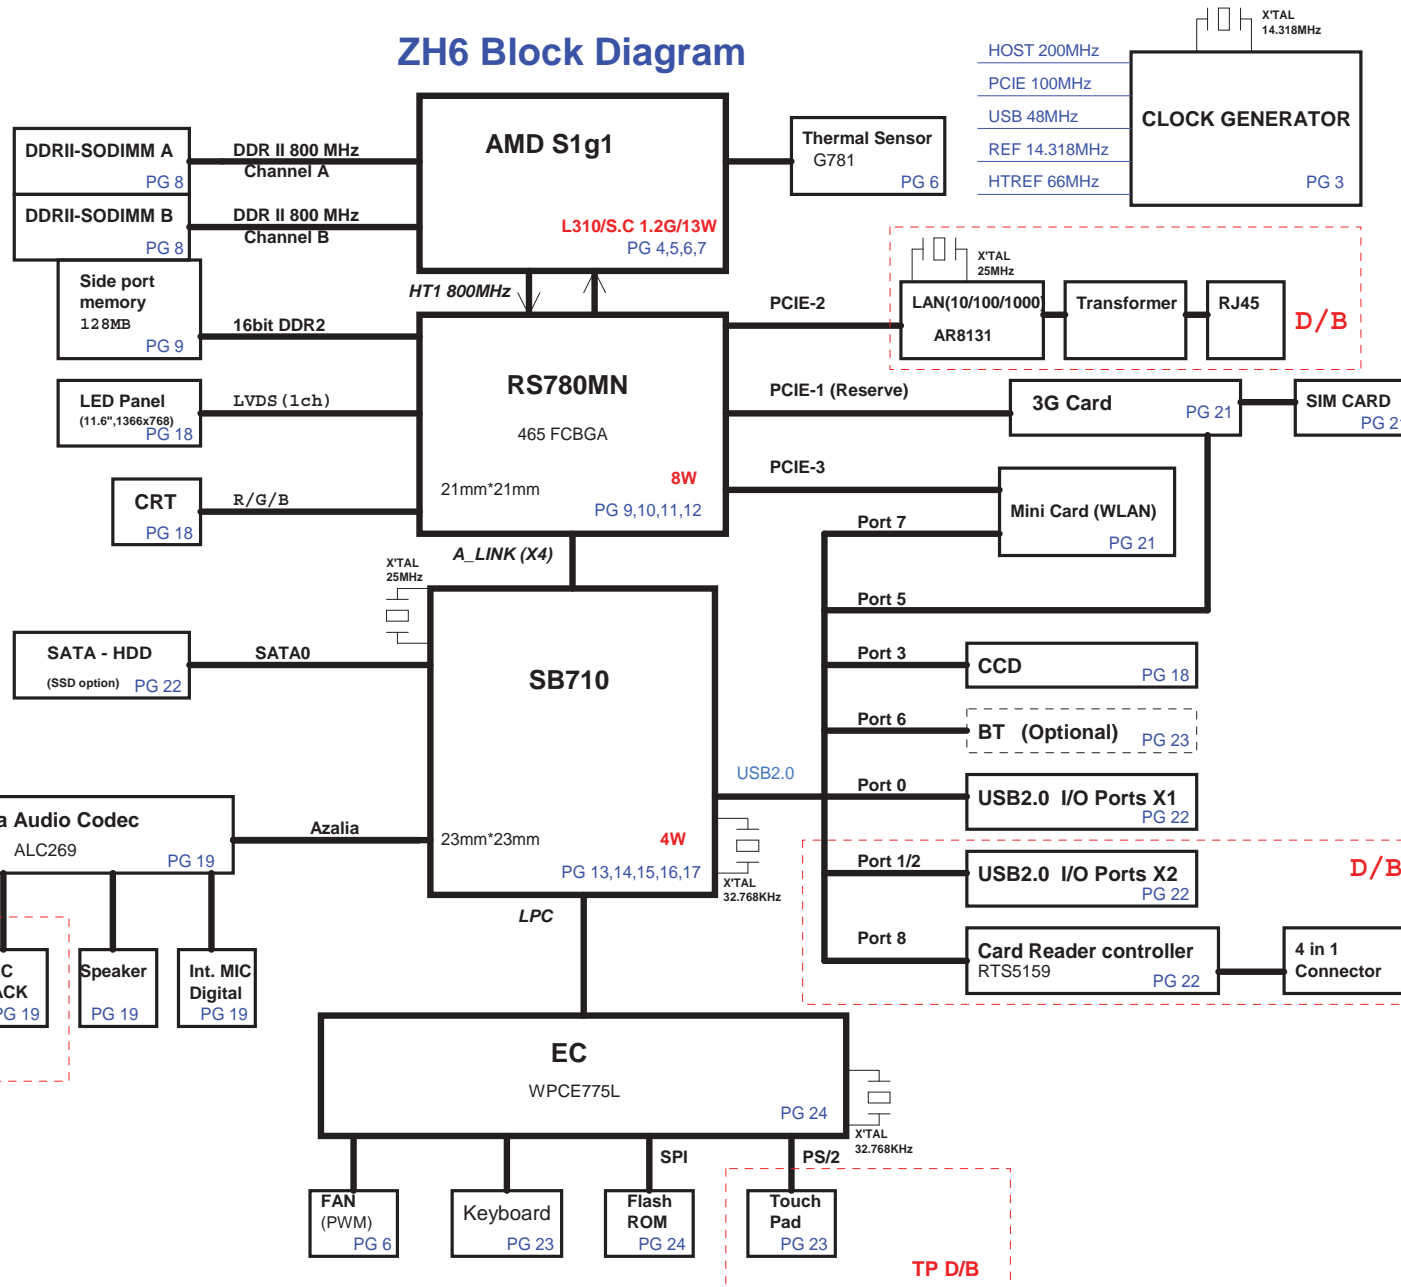 ZH6 Block Diagram
X'TAL
14.318MHz
HOST 200MHz
PCIE 100MHz
USB 48MHz
REF 14.318MHz
HTREF 66MHz
CLOCK GENERATOR
PG 3
AMD S1g1
L310/S.C 1.2G/13W
PG 4,5,6,7
Thermal Sensor
G781
PG 6
DDRII-SODIMM A
PG 8
DDR II 800 MHz
Channel A
DDRII-SODIMM B
PG 8
DDR II 800 MHz
Channel B
Side port
memory
128MB
PG 9
16bit DDR2
HT1 800MHz
RS780MN
465 FCBGA
21mm*21mm
8W
PG 9,10,11,12
LED Panel
(11.6",1366x768)
PG 18
LVDS(1ch)
CRT
PG 18
R/G/B
PCIE-2
X'TAL
25MHz
LAN(10/100/1000)
AR8131
Transformer
RJ45
D/B
PCIE-1 (Reserve)
3G Card
PG 21
SIM CARD
PG 21
PCIE-3
Mini Card (WLAN)
PG 21
Port 7
Port 5
A_LINK (X4)
X'TAL
25MHz
SB710
23mm*23mm
4W
PG 13,14,15,16,17
SATA - HDD
(SSD option)
PG 22
SATA0
Port 3
CCD
PG 18
Port 6
BT (Optional)
PG 23
USB2.0
Port 0
USB2.0 I/O Ports X1
PG 22
X'TAL
32.768KHz
Port 1/2
USB2.0 I/O Ports X2
PG 22
D/B
Port 8
Card Reader controller
RTS5159
PG 22
4 in 1
Connector
a Audio Codec
ALC269
PG 19
Azalia
C
ACK
PG 19
Speaker
PG 19
Int. MIC
Digital
PG 19
LPC
EC
WPCE775L
PG 24
X'TAL
32.768KHz
SPI
PS/2
FAN
(PWM)
PG 6
Keyboard
PG 23
Flash
ROM
PG 24
Touch
Pad
PG 23
TP D/B